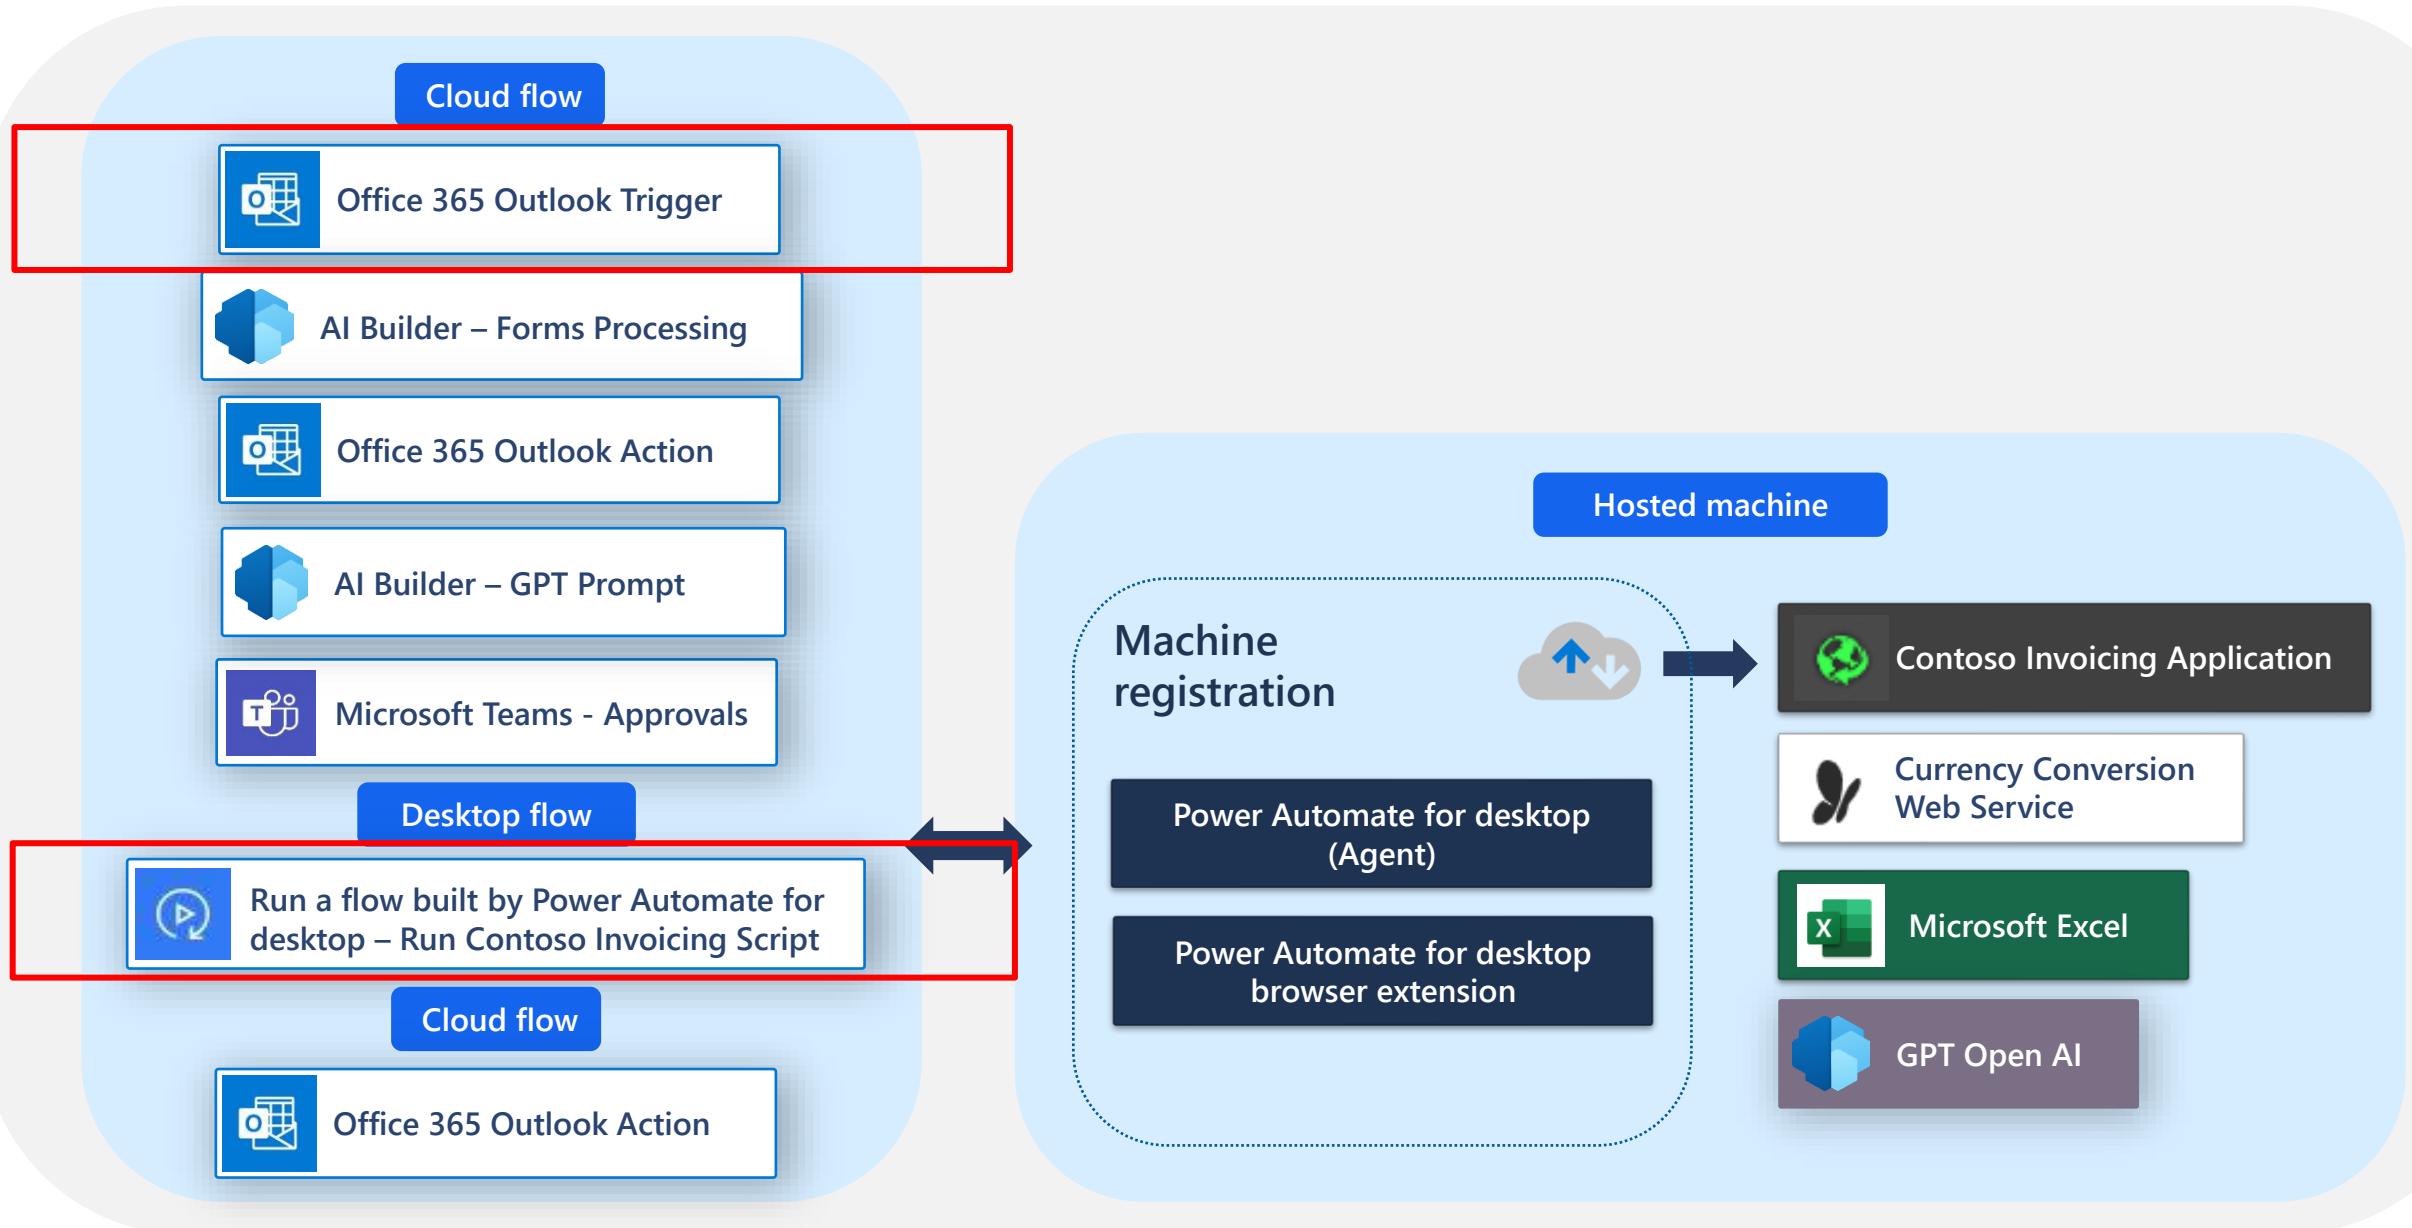 Cloud flow
Office 365 Outlook Trigger
AI Builder – Forms Processing
Office 365 Outlook Action
AI Builder – GPT Prompt
Microsoft Teams - Approvals
Desktop flow
Run a flow built by Power Automate for
desktop – Run Contoso Invoicing Script
Cloud flow
Office 365 Outlook Action
Hosted machine
Machine
registration
Power Automate for desktop
(Agent)
Power Automate for desktop
browser extension
Contoso Invoicing Application
Currency Conversion
Web Service
Microsoft Excel
GPT Open AI